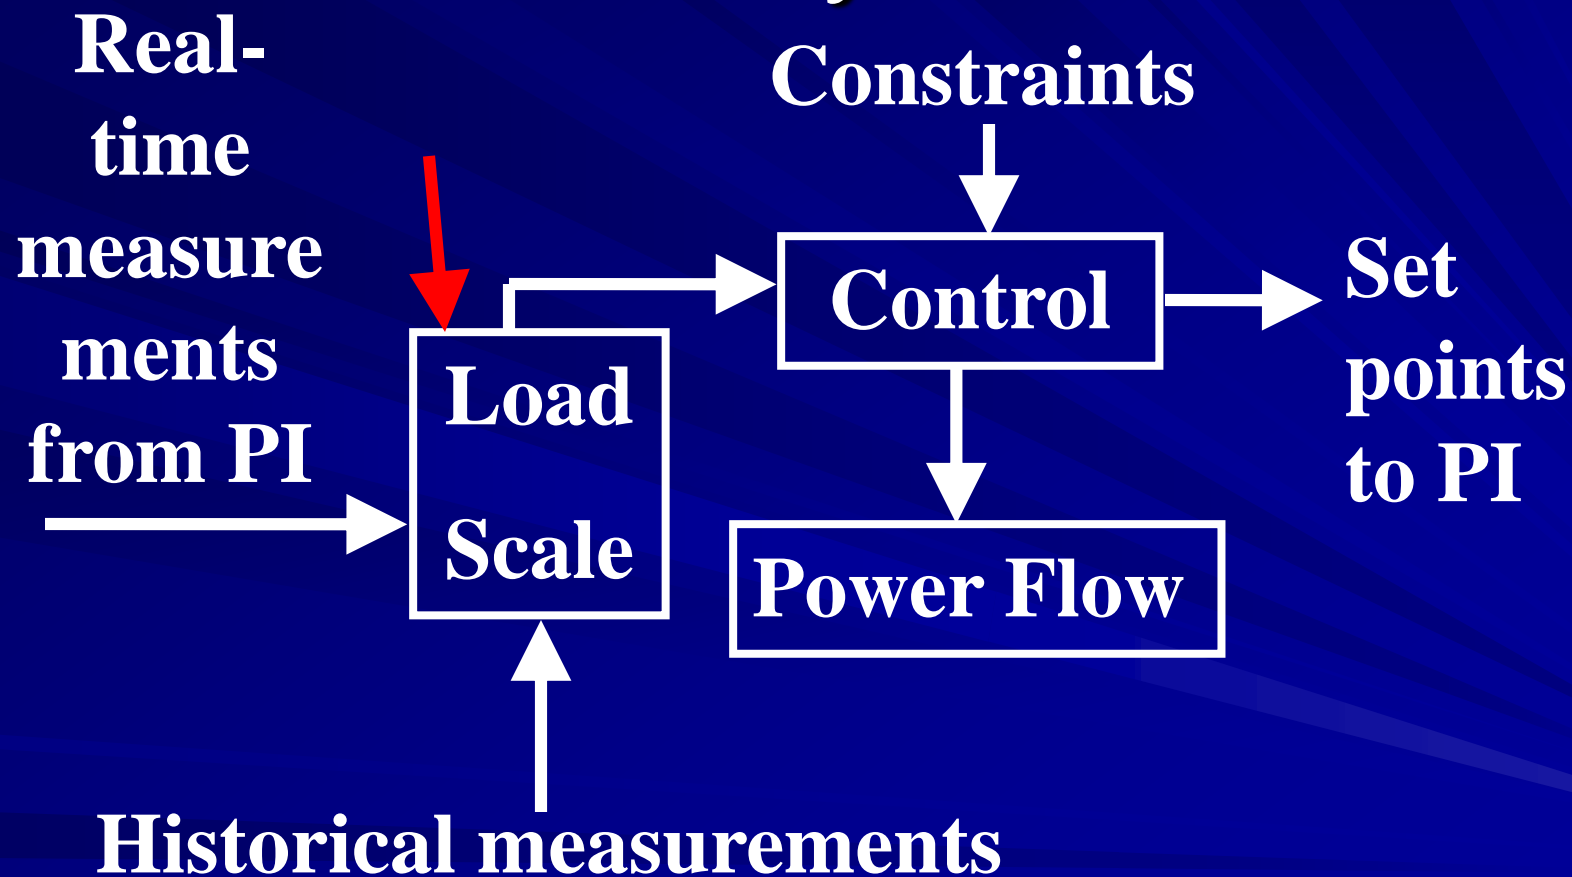 Real-
time
measure
ments
from PI
Constraints
Control
Set
points
to PI
Load
Scale
Power Flow
Historical measurements